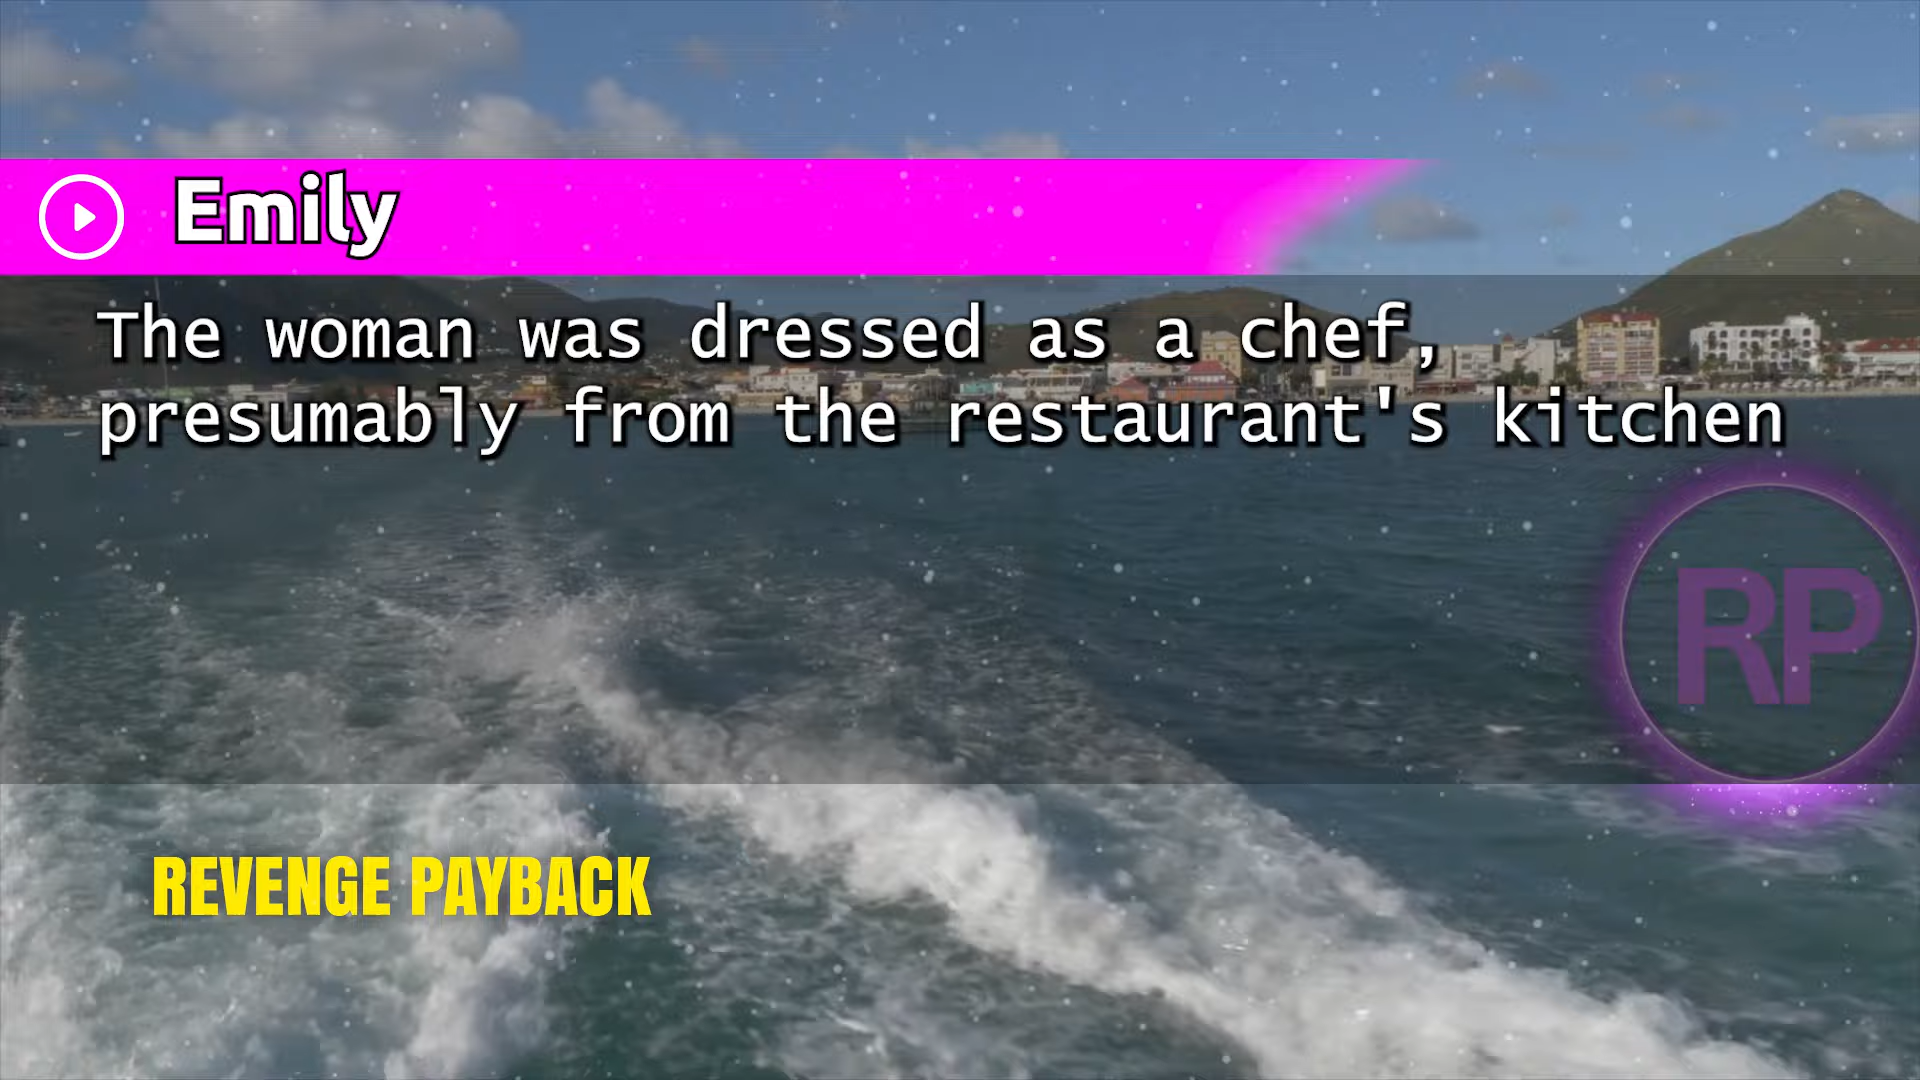 Emily
The woman was dressed as a chef,
presumably from the restaurant's kitchen
RP
REVENGE PAYBACK